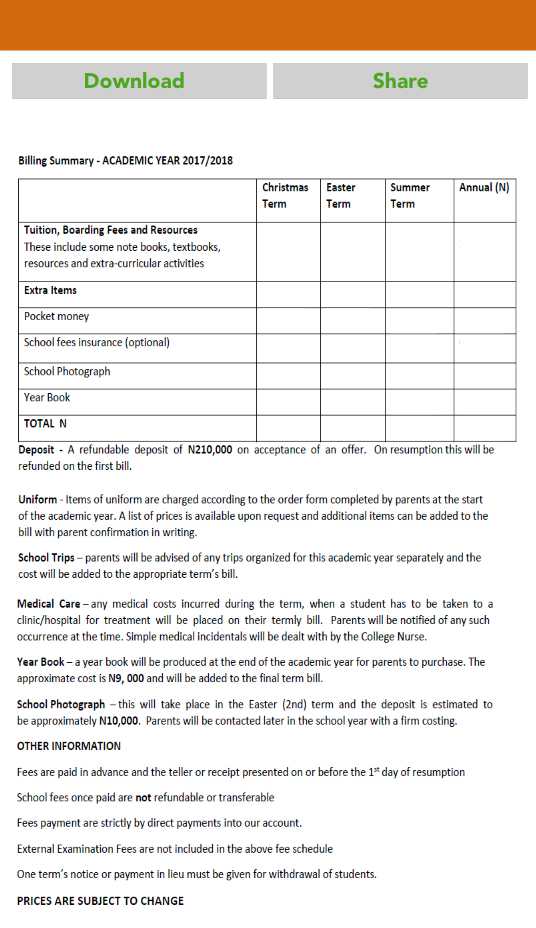 Download Share
Billing Summary - ACADEMIC YEAR 2017/2018
Christmas Term Easter Term Summer Term Annual (N)
Tuition, Boarding Fees and Resources
These include some note books, textbooks,
resources and extra-curricular activities
Extra Items
Pocket money
School fees insurance (optional)
School Photograph
Year Book
TOTAL N
Deposit - A refundable deposit of N210,000 on acceptance of an offer. On resumption this will be
refunded on the first bill.
Uniform - Items of uniform are charged according to the order form completed by parents at the start
of the academic year. A list of prices is available upon request and additional items can be added to the
bill with parent confirmation in writing.
School Trips – parents will be advised of any trips organized for this academic year separately and the
cost will be added to the appropriate term's bill.
Medical Care – any medical costs incurred during the term, when a student has to be taken to a
clinic/hospital for treatment will be placed on their termly bill. Parents will be notified of any such
occurrence at the time. Simple medical incidentals will be dealt with by the College Nurse.
Year Book – a year book will be produced at the end of the academic year for parents to purchase. The
approximate cost is N9, 000 and will be added to the final term bill.
School Photograph – this will take place in the Easter (2nd) term and the deposit is estimated to
be approximately N10,000. Parents will be contacted later in the school year with a firm costing.
OTHER INFORMATION
Fees are paid in advance and the teller or receipt presented on or before the 1st day of resumption
School fees once paid are not refundable or transferable
Fees payment are strictly by direct payments into our account.
External Examination Fees are not included in the above fee schedule
One term's notice or payment in lieu must be given for withdrawal of students.
PRICES ARE SUBJECT TO CHANGE